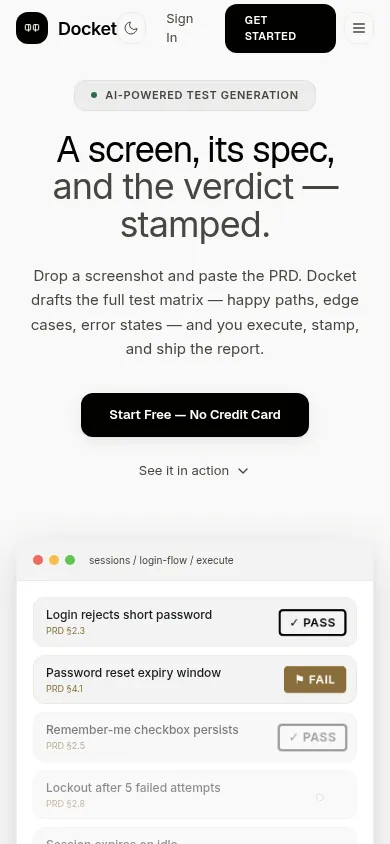 Docket
Sign
In
GET
STARTED
AI-POWERED TEST GENERATION
A screen, its spec,
and the verdict —
stamped.
Drop a screenshot and paste the PRD. Docket
drafts the full test matrix — happy paths, edge
cases, error states — and you execute, stamp,
and ship the report.
Start Free — No Credit Card
See it in action
sessions / login-flow / execute
Login rejects short password
PRD §2.3
✓ PASS
Password reset expiry window
PRD §4.1
⚑ FAIL
Remember-me checkbox persists
PRD §2.5
✓ PASS
Lockout after 5 failed attempts
PRD §2.8
Session expires on idle